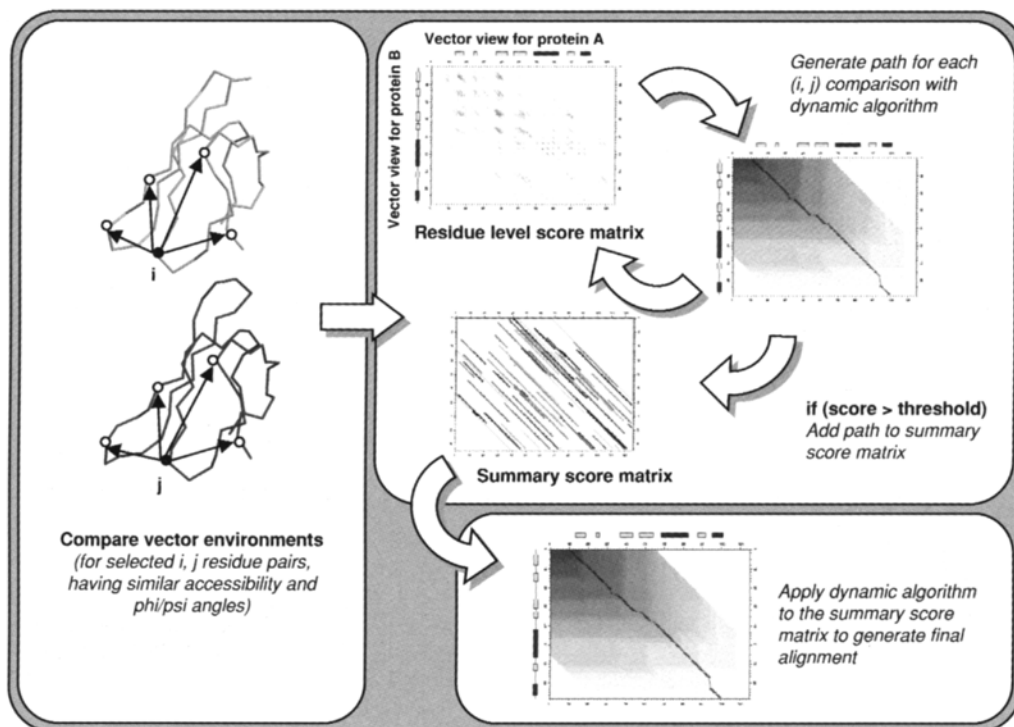 Vector view for protein A
Vector view for protein B
Generate path for each
(i, j) comparison with
dynamic algorithm
Residue level score matrix
i
j
if (score > threshold)
Add path to summary
score matrix
Summary score matrix
Compare vector environments
(for selected i, j residue pairs,
having similar accessibility and
phi/psi angles)
Apply dynamic algorithm
to the summary score
matrix to generate final
alignment